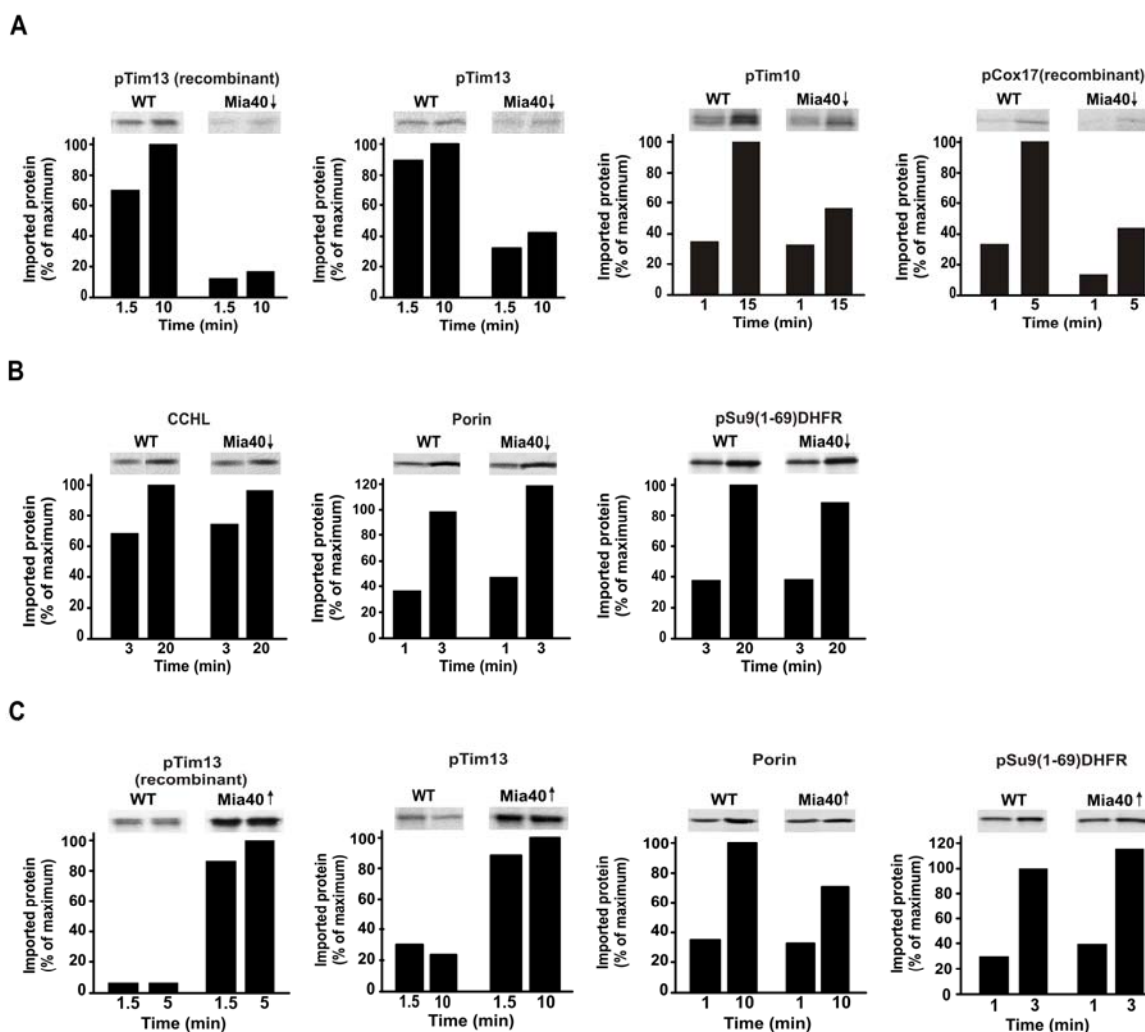 A
pTim13 (recombinant)
WT Mia40↓
Imported protein
(% of maximum)
100
80
60
40
20
0
1.5 10 1.5 10
Time (min)
pTim13
WT Mia40↓
Imported protein
(% of maximum)
100
80
60
40
20
0
1.5 10 1.5 10
Time (min)
pTim10
WT Mia40↓
Imported protein
(% of maximum)
100
80
60
40
20
0
1 15 1 15
Time (min)
pCox17(recombinant)
WT Mia40↓
Imported protein
(% of maximum)
100
80
60
40
20
0
1 5 1 5
Time (min)
B
CCHL
WT Mia40↓
Imported protein
(% of maximum)
100
80
60
40
20
0
3 20 3 20
Time (min)
Porin
WT Mia40↓
Imported protein
(% of maximum)
120
100
80
60
40
20
0
1 3 1 3
Time (min)
pSu9(1-69)DHFR
WT Mia40↓
Imported protein
(% of maximum)
100
80
60
40
20
0
3 20 3 20
Time (min)
C
pTim13
(recombinant)
WT Mia40↑
Imported protein
(% of maximum)
100
80
60
40
20
0
1.5 5 1.5 5
Time (min)
pTim13
WT Mia40↑
Imported protein
(% of maximum)
100
80
60
40
20
0
1.5 10 1.5 10
Time (min)
Porin
WT Mia40↑
Imported protein
(% of maximum)
100
80
60
40
20
0
1 10 1 10
Time (min)
pSu9(1-69)DHFR
WT Mia40↑
Imported protein
(% of maximum)
120
100
80
60
40
20
0
1 3 1 3
Time (min)